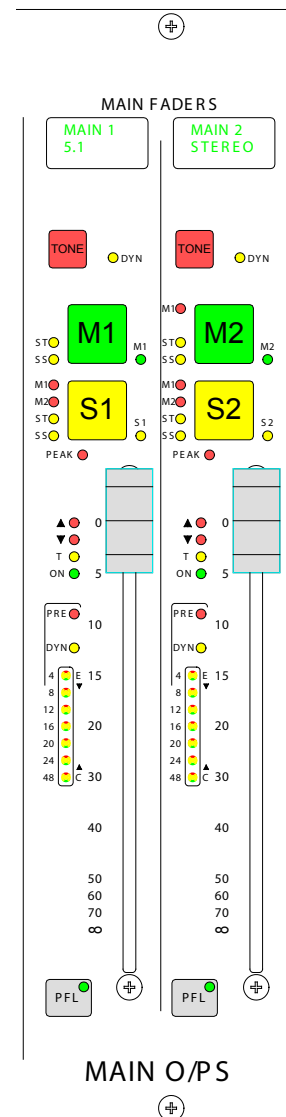 MAIN FADERS
MAIN 1 MAIN 2
5.1 STEREO
TONE TONE
DYN DYN
M1
M1 M2
ST M1 ST M2
SS SS
M1 M1
M2 S1 M2 S2
ST S1 ST S2
SS SS
PEAK PEAK
▲ 0 ▲ 0
▼ ▼
T T
ON 5 ON 5
PRE PRE
10 10
DYN DYN
4 E 15 4 E 15
8 ▼ 8 ▼
12 12
16 20 16 20
20 20
24 ▲ 24 ▲
48 C 30 48 C 30
40 40
50 50
60 60
70 70
∞ ∞
PFL PFL
MAIN O/PS